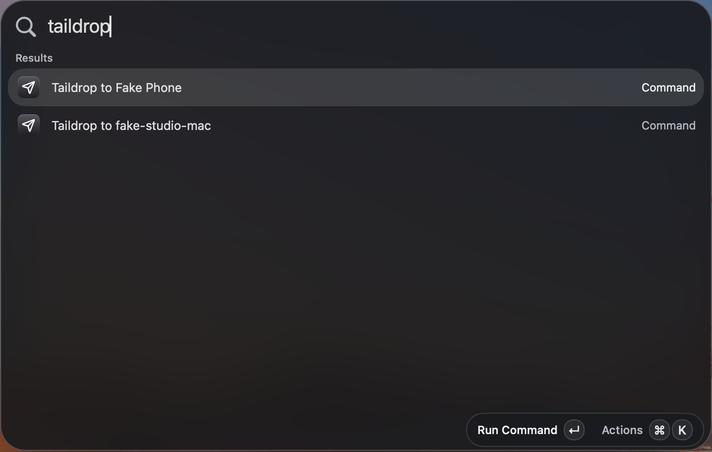 taildrop
Results
Taildrop to Fake Phone Command
Taildrop to fake-studio-mac Command
Run Command ↵ Actions ⌘ K